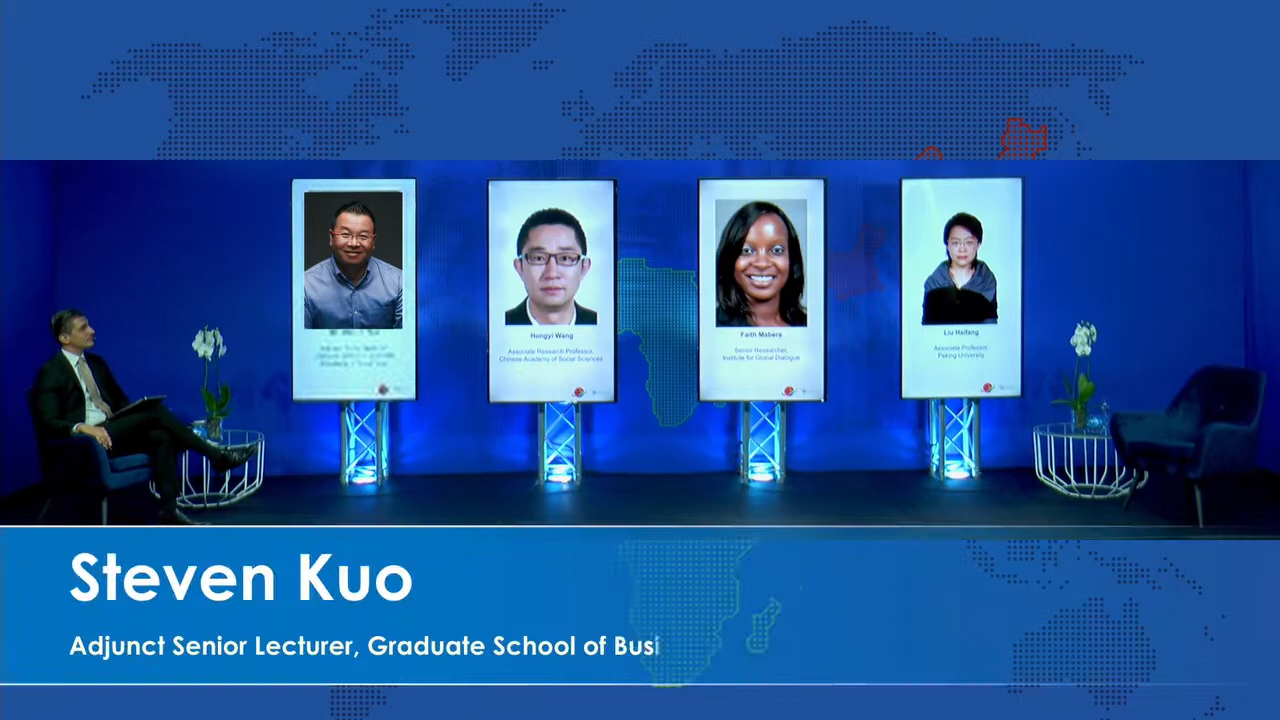 Hongyi Wang
Associate Research Professor,
Chinese Academy of Social Sciences
Faith Mabera
Senior Researcher,
Institute for Global Dialogue
Liu Haifang
Associate Professor,
Peking University
Steven Kuo
Adjunct Senior Lecturer, Graduate School of Busi